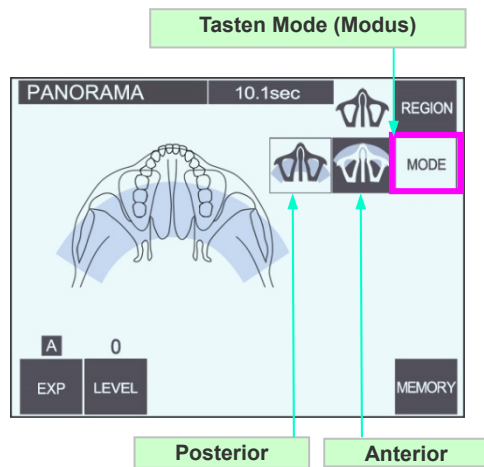 Tasten Mode (Modus)
PANORAMA 10.1sec
REGION
MODE
A 0
EXP LEVEL MEMORY
Posterior Anterior